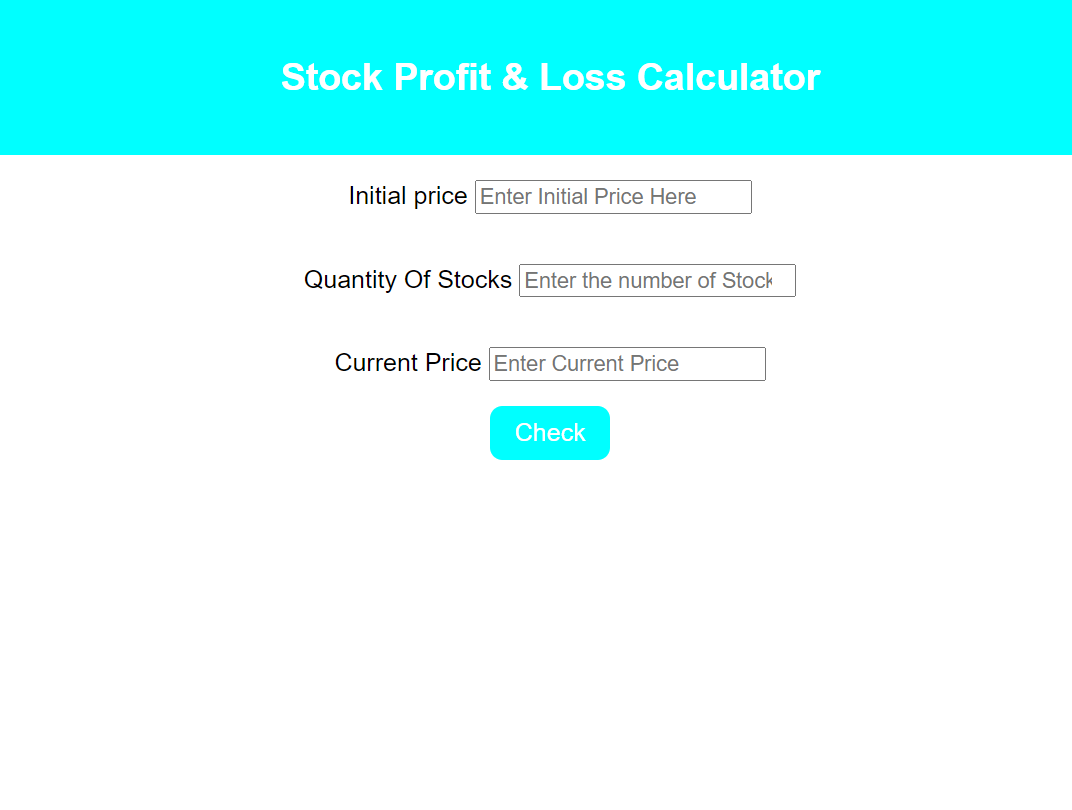 Stock Profit & Loss Calculator
Initial price Enter Initial Price Here
Quantity Of Stocks Enter the number of Stock
Current Price Enter Current Price
Check